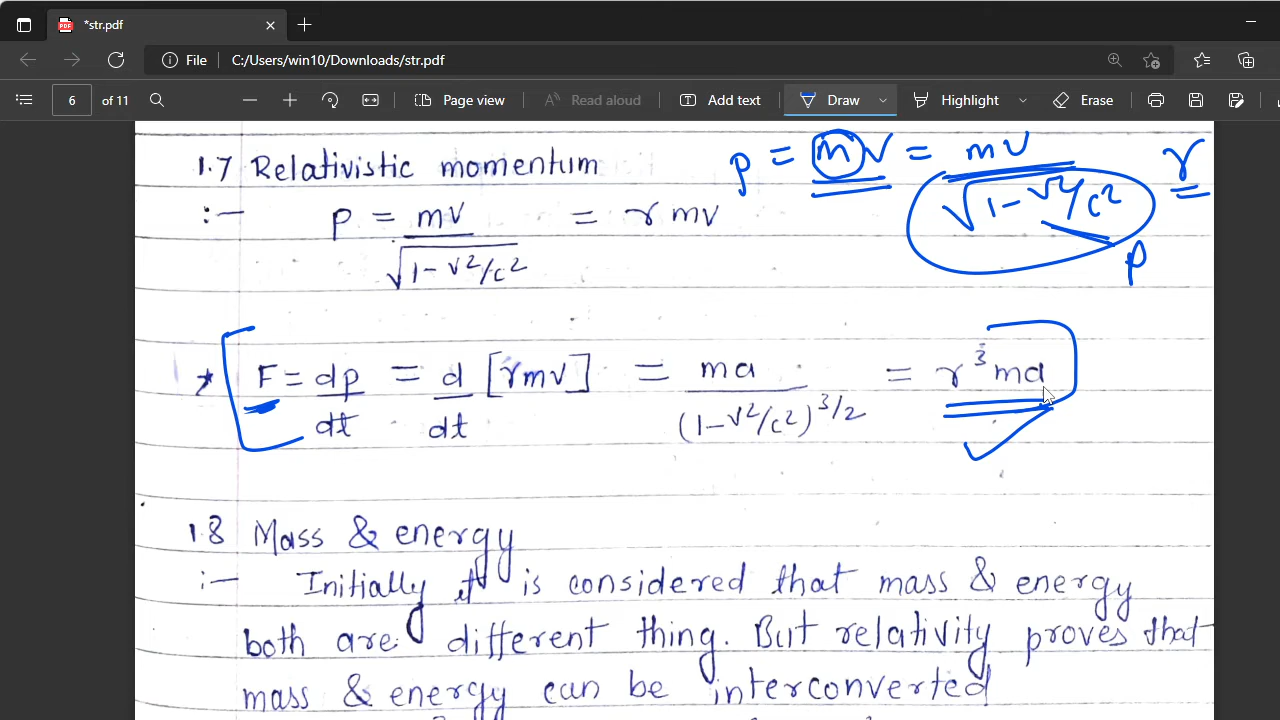 *str.pdf
File C:/Users/win10/Downloads/str.pdf
6 of 11 Page view Read aloud Add text Draw Highlight Erase
1.7 Relativistic momentum
p = mv = mv / √1-v²/c² γ
p
:- p = mv / √1-v²/c² = γmv
* F = dp/dt = d/dt [γmv] = ma / (1-v²/c²)^3/2 = γ³ma
1.8 Mass & energy
:- Initially it is considered that mass & energy
both are different thing. But relativity proves that
mass & energy can be interconverted